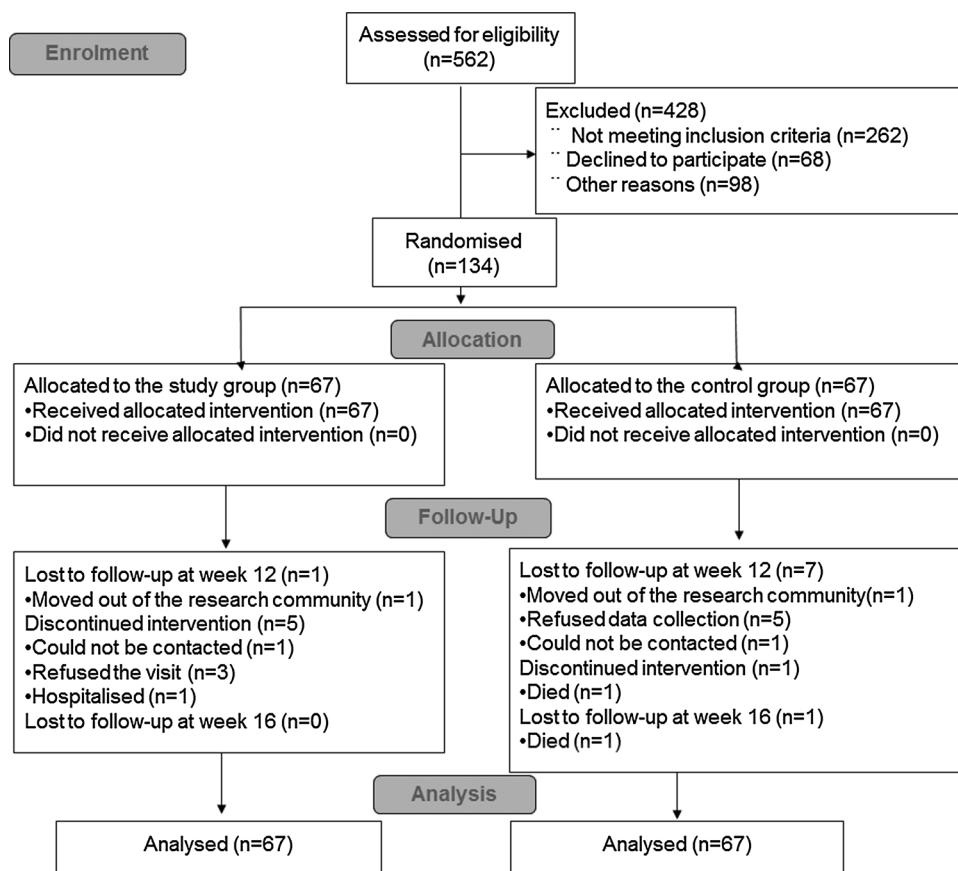 Enrolment
Assessed for eligibility
(n=562)
Excluded (n=428)
¨ Not meeting inclusion criteria (n=262)
¨ Declined to participate (n=68)
¨ Other reasons (n=98)
Randomised
(n=134)
Allocation
Allocated to the study group (n=67)
•Received allocated intervention (n=67)
•Did not receive allocated intervention (n=0)
Allocated to the control group (n=67)
•Received allocated intervention (n=67)
•Did not receive allocated intervention (n=0)
Follow-Up
Lost to follow-up at week 12 (n=1)
•Moved out of the research community (n=1)
Discontinued intervention (n=5)
•Could not be contacted (n=1)
•Refused the visit (n=3)
•Hospitalised (n=1)
Lost to follow-up at week 16 (n=0)
Lost to follow-up at week 12 (n=7)
•Moved out of the research community(n=1)
•Refused data collection (n=5)
•Could not be contacted (n=1)
Discontinued intervention (n=1)
•Died (n=1)
Lost to follow-up at week 16 (n=1)
•Died (n=1)
Analysis
Analysed (n=67)
Analysed (n=67)